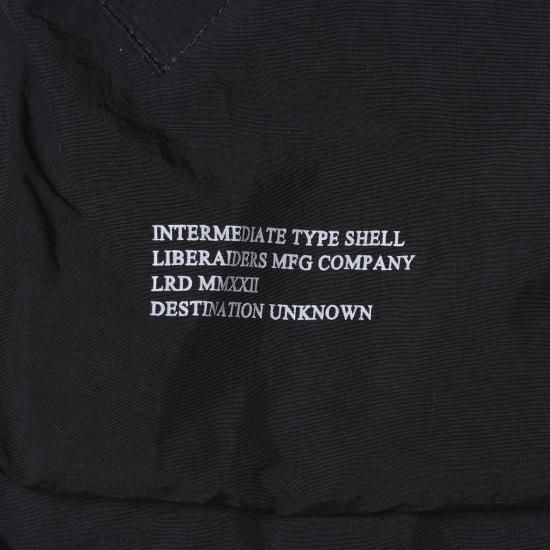 INTERMEDIATE TYPE SHELL
LIBERAIDERS MFG COMPANY
LRD MMXXII
DESTINATION UNKNOWN